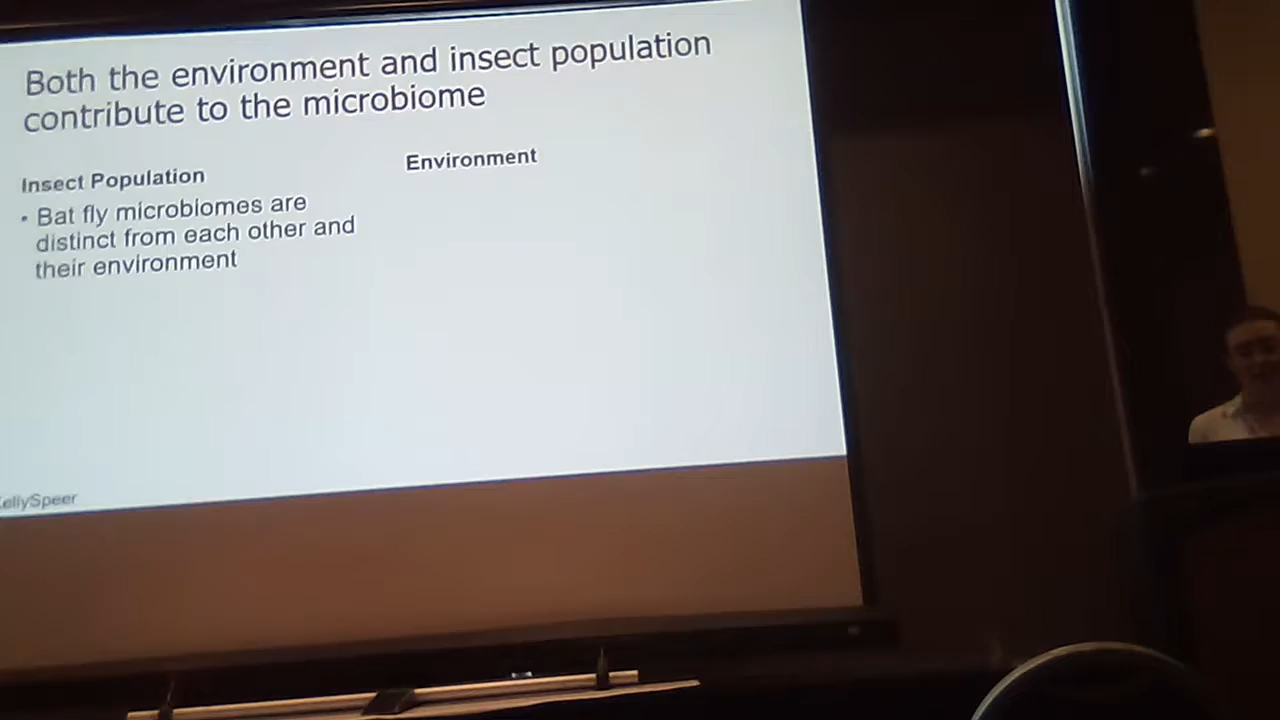 Both the environment and insect population
contribute to the microbiome
Insect Population
• Bat fly microbiomes are
distinct from each other and
their environment
Environment
KellySpeer